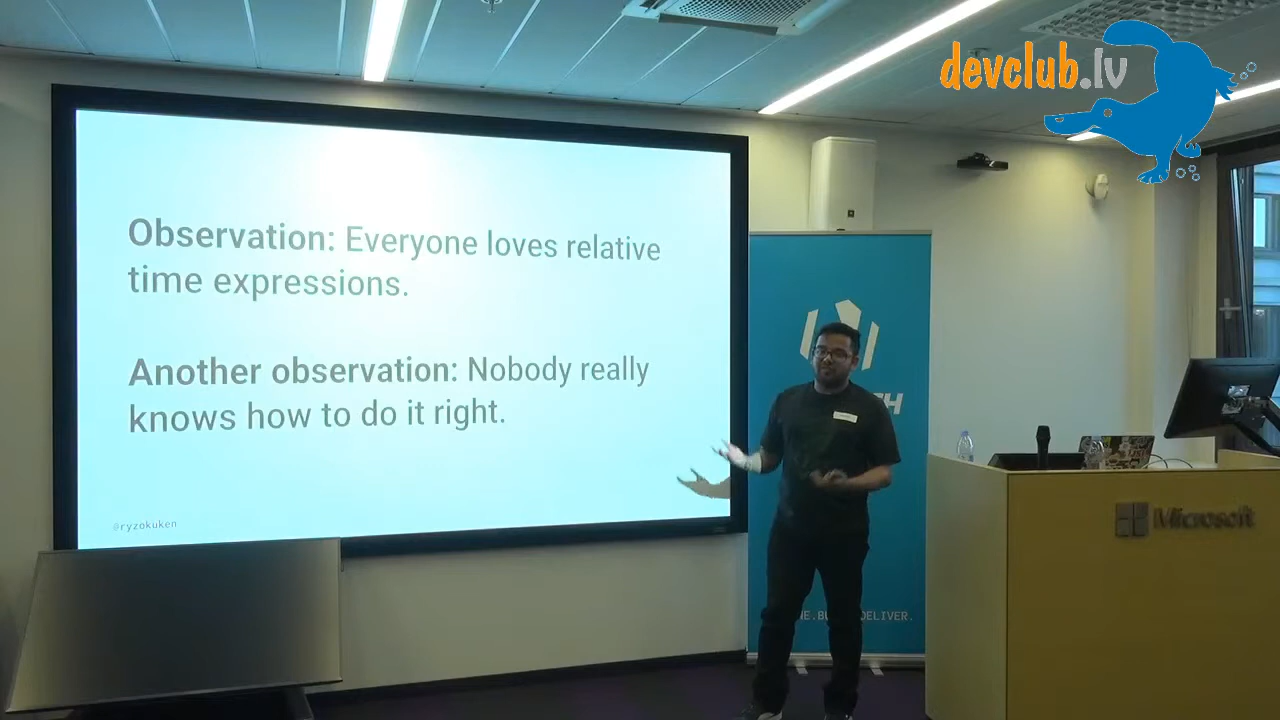 devclub.lv
Observation: Everyone loves relative
time expressions.
Another observation: Nobody really
knows how to do it right.
@ryzokuken
Microsoft